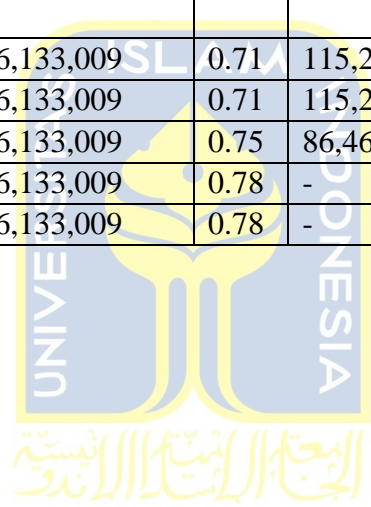 6,133,009 0.71 115,2
6,133,009 0.71 115,2
6,133,009 0.75 86,46
6,133,009 0.78 -
6,133,009 0.78 -
ISLAM
UNIVERSITAS
INDONESIA